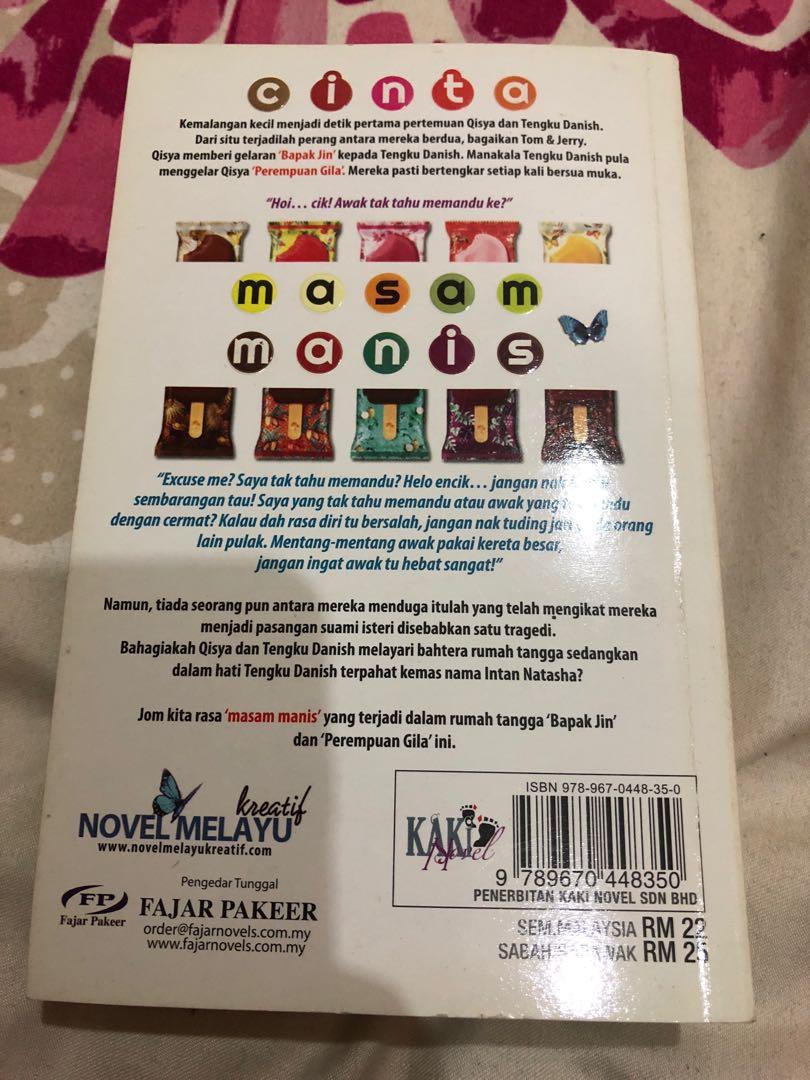 cinta
Kemalangan kecil menjadi detik pertama pertemuan Qisya dan Tengku Danish.
Dari situ terjadilah perang antara mereka berdua, bagaikan Tom & Jerry.
Qisya memberi gelaran 'Bapak Jin' kepada Tengku Danish. Manakala Tengku Danish pula
menggelar Qisya 'Perempuan Gila'. Mereka pasti bertengkar setiap kali bersua muka.
"Hoi... cik! Awak tak tahu memandu ke?"
masam
manis
"Excuse me? Saya tak tahu memandu? Helo encik... jangan nak
sembarangan tau! Saya yang tak tahu memandu atau awak yang
dengan cermat? Kalau dah rasa diri tu bersalah, jangan nak tuding orang
lain pulak. Mentang-mentang awak pakai kereta besar,
jangan ingat awak tu hebat sangat!"
Namun, tiada seorang pun antara mereka menduga itulah yang telah mengikat mereka
menjadi pasangan suami isteri disebabkan satu tragedi.
Bahagiakah Qisya dan Tengku Danish melayari bahtera rumah tangga sedangkan
dalam hati Tengku Danish terpahat kemas nama Intan Natasha?
Jom kita rasa 'masam manis' yang terjadi dalam rumah tangga 'Bapak Jin'
dan 'Perempuan Gila' ini.
kreatif
NOVEL MELAYU
www.novelmelayukreatif.com
Pengedar Tunggal
FP
Fajar Pakeer
FAJAR PAKEER
order@fajarnovels.com.my
www.fajarnovels.com.my
ISBN 978-967-0448-35-0
KAKI
Novel
9 789670 448350
PENERBITAN KAKI NOVEL SDN BHD
SEM.MALAYSIA RM 22
SABAH/SARAWAK RM 25